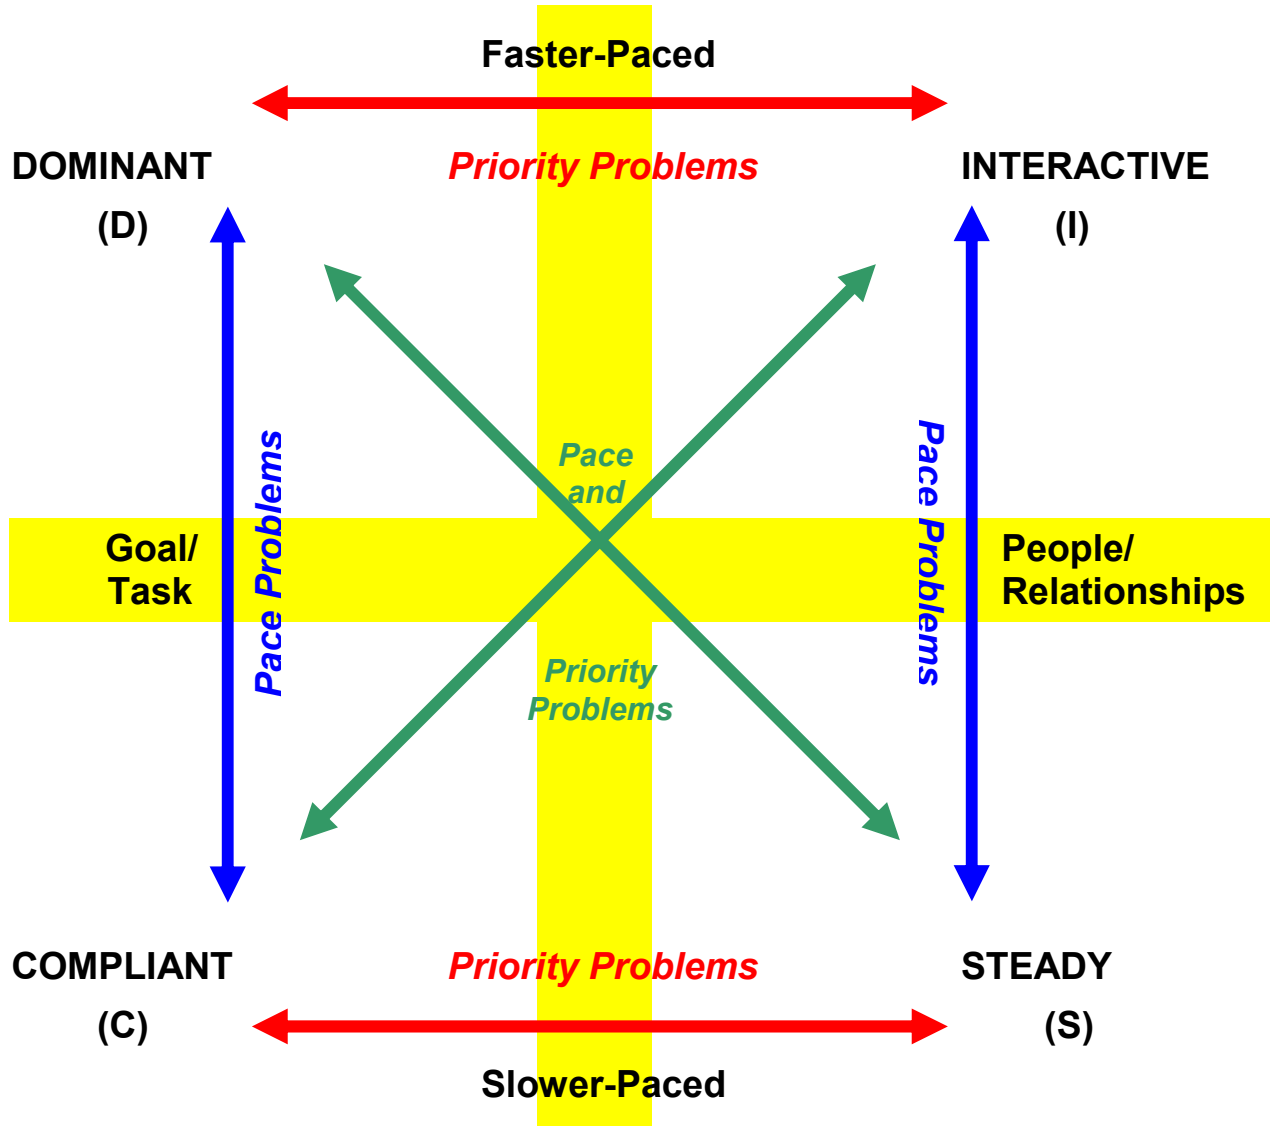 Faster-Paced
DOMINANT
(D)
Priority Problems
INTERACTIVE
(I)
Pace
and
Pace Problems
Pace Problems
Goal/
Task
People/
Relationships
Priority
Problems
COMPLIANT
(C)
Priority Problems
STEADY
(S)
Slower-Paced